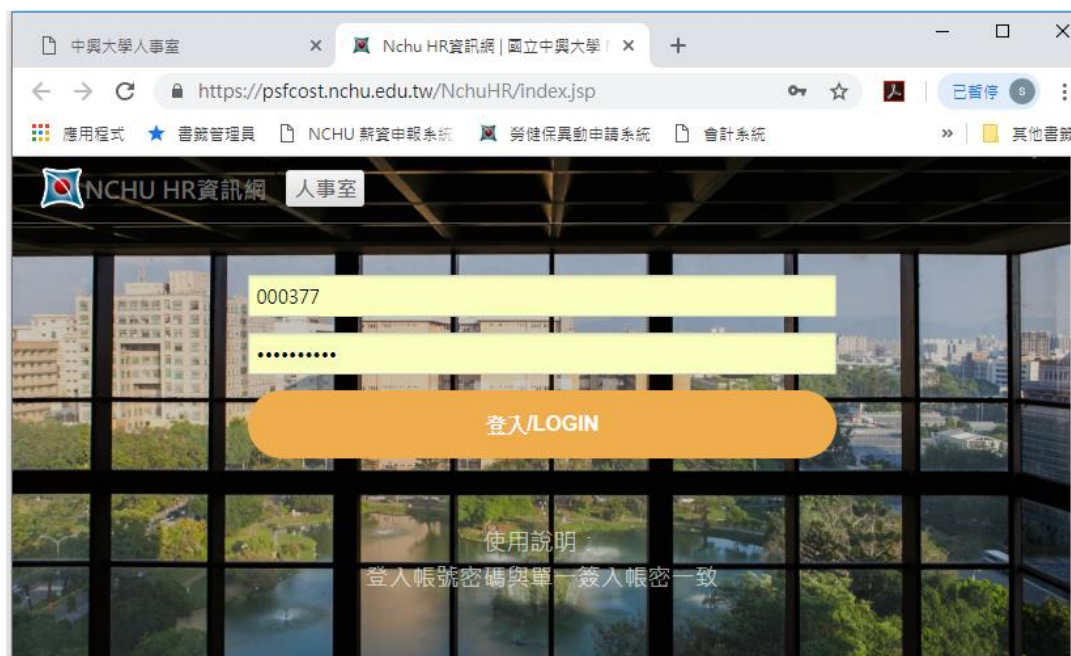 中興大學人事室
Nchu HR資訊網 | 國立中興大學
https://psfcost.nchu.edu.tw/NchuHR/index.jsp
已暫停 S
應用程式 書籤管理員 NCHU 薪資申報系統 勞健保異動申請系統 會計系統 » 其他書籤
NCHU HR資訊網 人事室
000377
••••••••••
登入/LOGIN
使用說明：
登入帳號密碼與單一簽入帳密一致